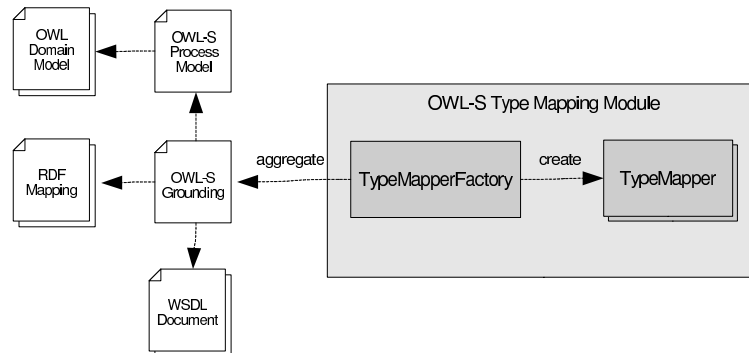 OWL
Domain
Model
OWL-S
Process
Model
OWL-S Type Mapping Module
RDF
Mapping
OWL-S
Grounding
aggregate
TypeMapperFactory
create
TypeMapper
WSDL
Document